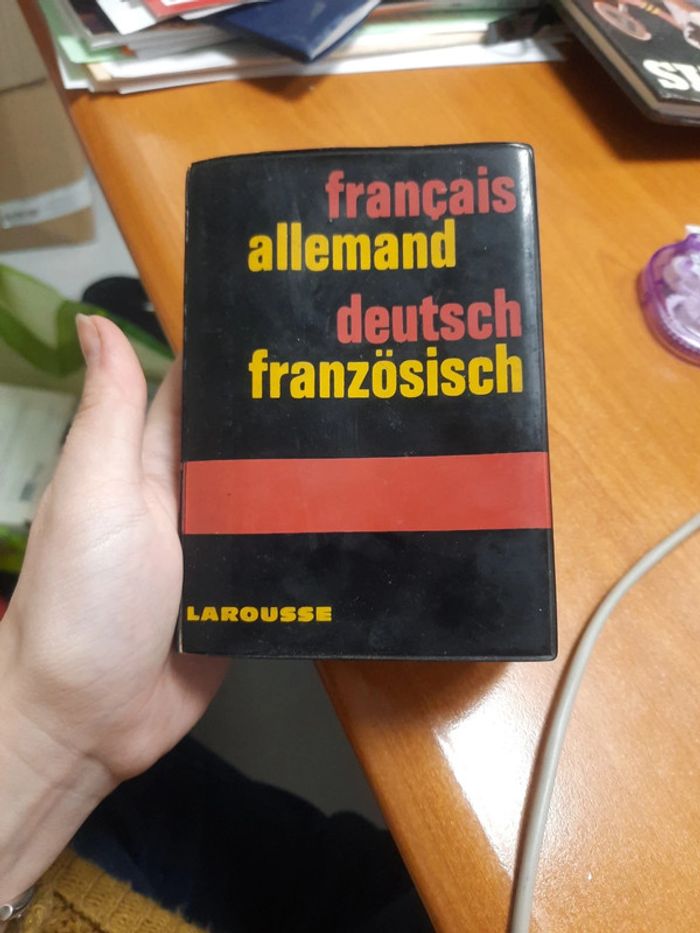 français
allemand
deutsch
französisch
LAROUSSE